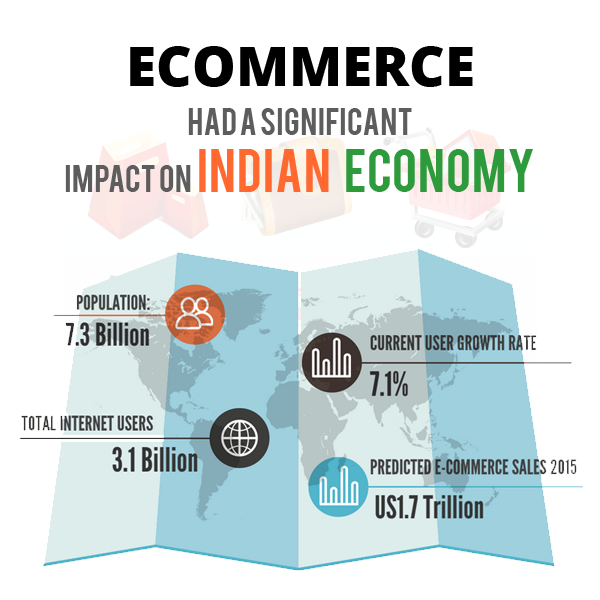 ECOMMERCE
HAD A SIGNIFICANT
IMPACT ON INDIAN ECONOMY
POPULATION:
7.3 Billion
CURRENT USER GROWTH RATE
7.1%
TOTAL INTERNET USERS
3.1 Billion
PREDICTED E-COMMERCE SALES 2015
US1.7 Trillion